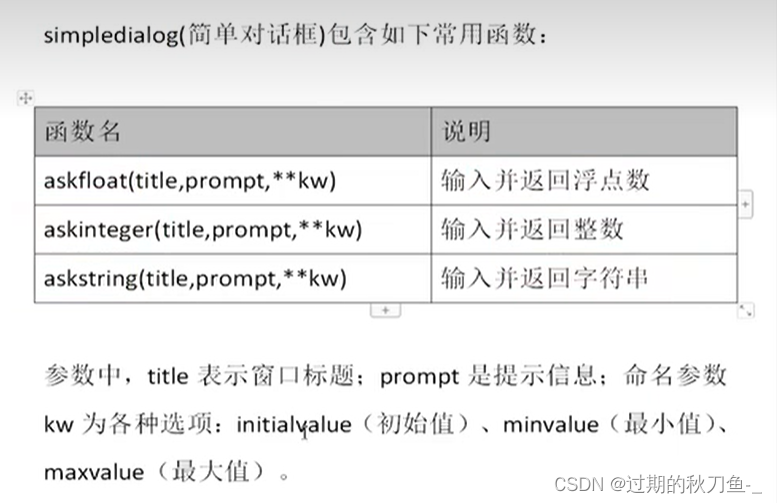 simpledialog(简单对话框)包含如下常用函数：
函数名 说明
askfloat(title,prompt,**kw) 输入并返回浮点数
askinteger(title,prompt,**kw) 输入并返回整数
askstring(title,prompt,**kw) 输入并返回字符串
参数中，title 表示窗口标题；prompt 是提示信息；命名参数
kw 为各种选项：initialvalue（初始值）、minvalue（最小值）、
maxvalue（最大值）。
CSDN @过期的秋刀鱼-_